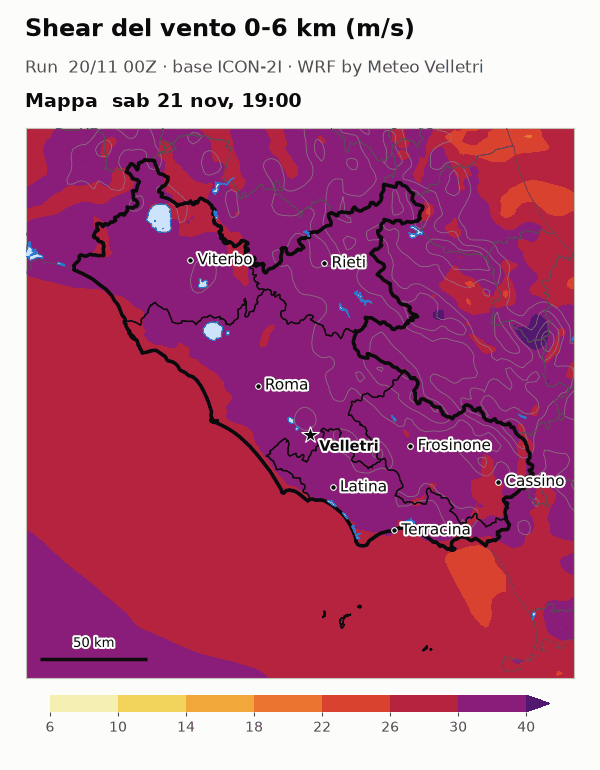 Shear del vento 0-6 km (m/s)
Run  20/11 00Z · base ICON-2I · WRF by Meteo Velletri
Mappa  sab 21 nov, 19:00
Viterbo
Rieti
Roma
Velletri
Frosinone
Latina
Cassino
Terracina
50 km
6 10 14 18 22 26 30 40